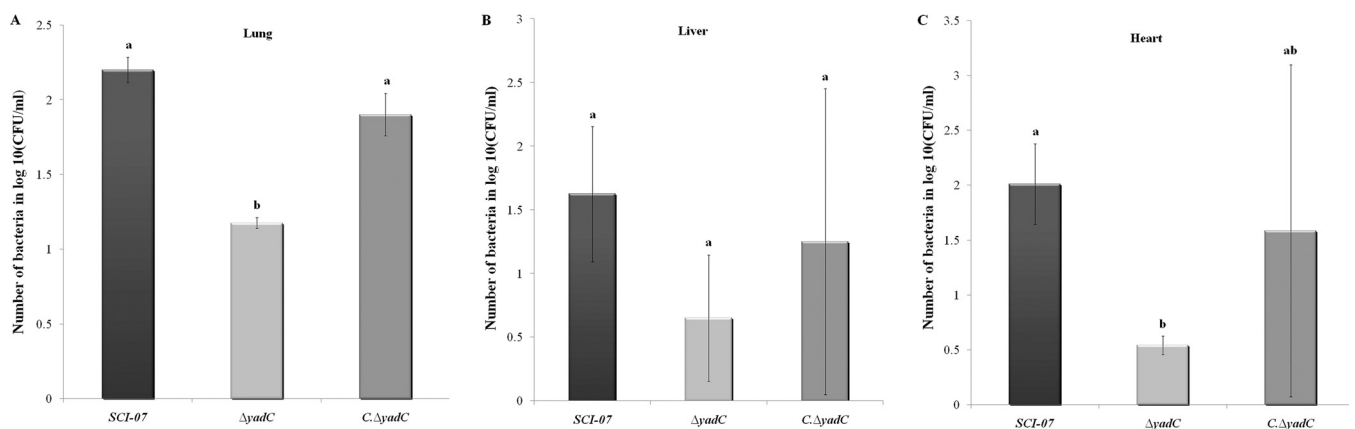 A
Lung
Number of bacteria in log 10(CFU/ml)
2.5
2
1.5
1
0.5
0
a
b
a
SCI-07
ΔyadC
C.ΔyadC
B
Liver
Number of bacteria in log 10(CFU/ml)
3
2.5
2
1.5
1
0.5
0
a
a
a
SCI-07
ΔyadC
C.ΔyadC
C
Heart
Number of bacteria in log 10(CFU/ml)
3.5
3
2.5
2
1.5
1
0.5
0
a
b
ab
SCI-07
ΔyadC
C.ΔyadC